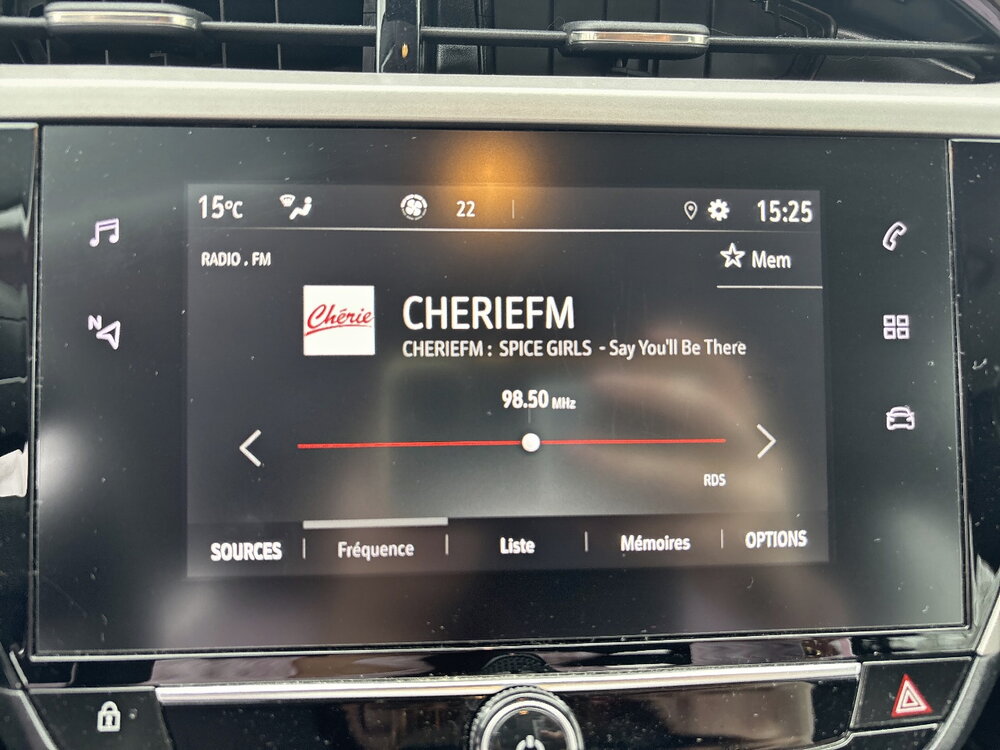 15°C 22 15:25
RADIO . FM
Mem
Chérie
CHERIEFM
CHERIEFM : SPICE GIRLS - Say You'll Be There
98.50 MHz
RDS
N
SOURCES Fréquence Liste Mémoires OPTIONS